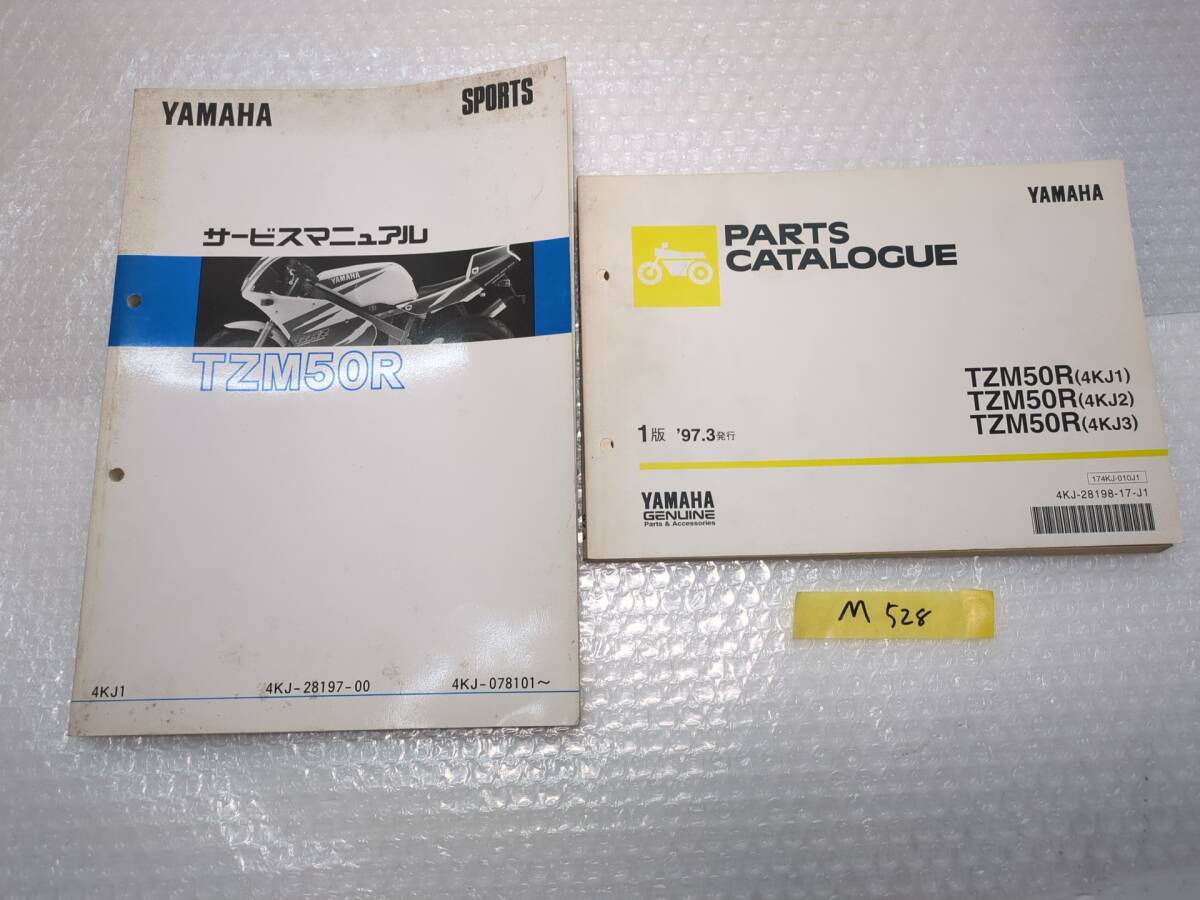 YAMAHA
SPORTS
サービスマニュアル
YAMAHA
TZM50R
4KJ1
4KJ-28197-00
4KJ-078101~
YAMAHA
PARTS
CATALOGUE
TZM50R(4KJ1)
TZM50R(4KJ2)
TZM50R(4KJ3)
1版 '97.3発行
174KJ-010J1
4KJ-28198-17-J1
YAMAHA
GENUINE
Parts & Accessories
M 528